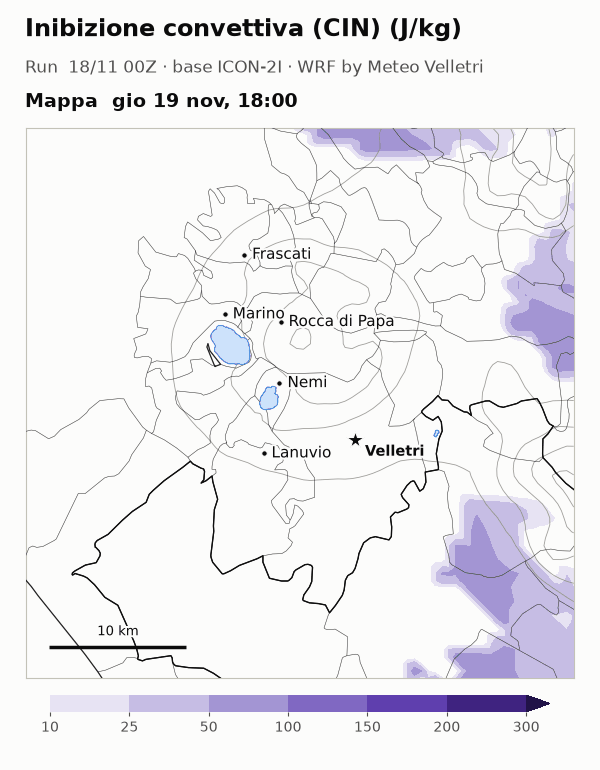 Inibizione convettiva (CIN) (J/kg)
Run  18/11 00Z · base ICON-2I · WRF by Meteo Velletri
Mappa  gio 19 nov, 18:00
Frascati
Marino
Rocca di Papa
Nemi
Velletri
Lanuvio
10 km
10 25 50 100 150 200 300